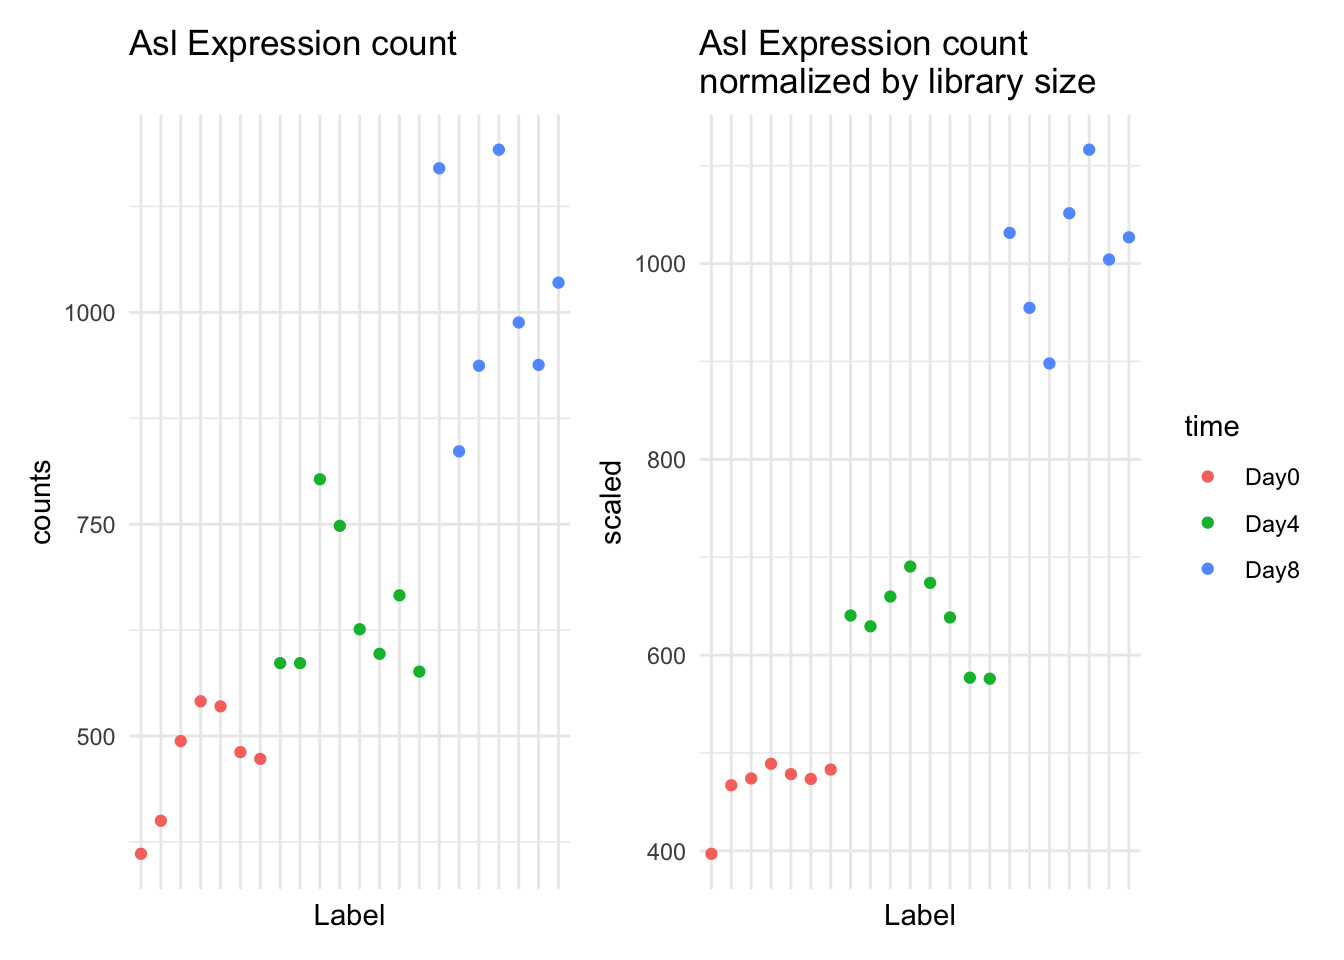 Asl Expression count
1000
750
500
counts
Label
Asl Expression count
normalized by library size
1000
800
600
400
scaled
Label
time
Day0
Day4
Day8